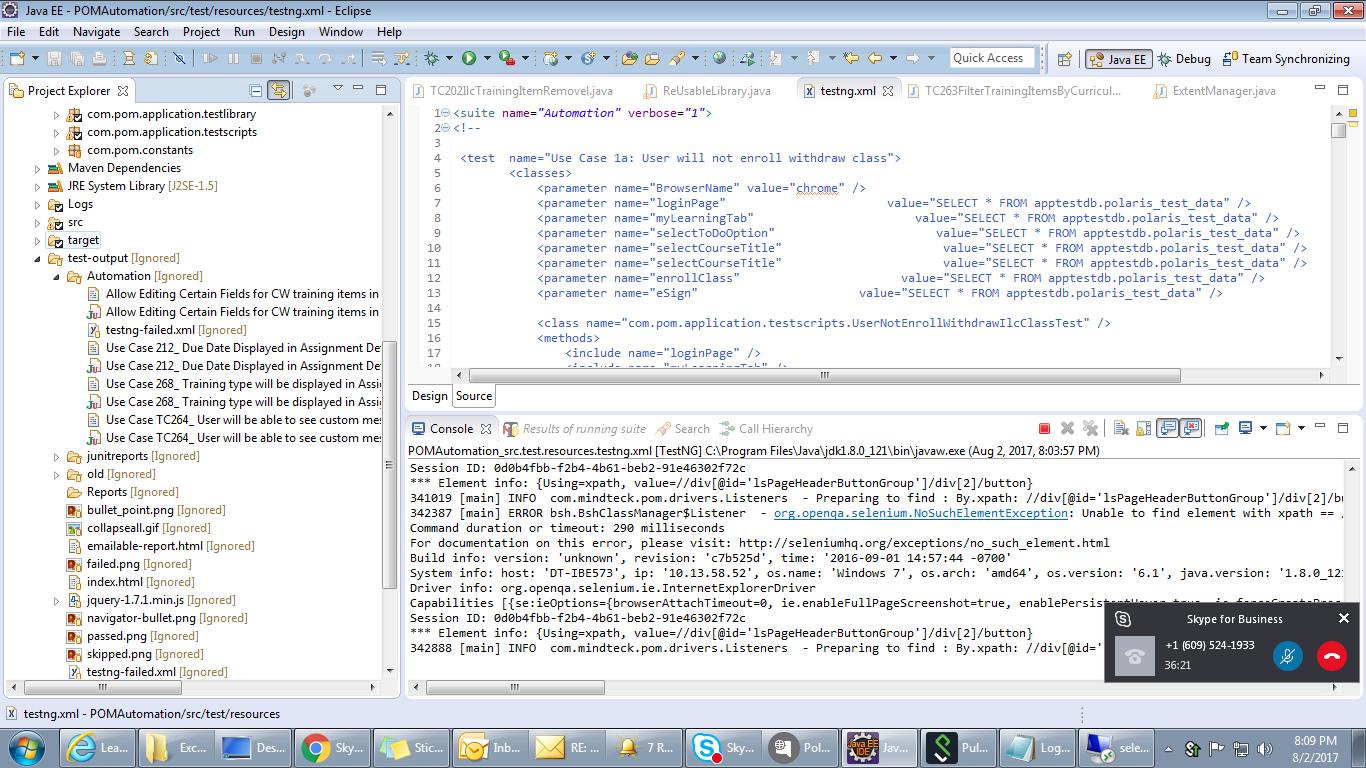 Java EE - POMAutomation/src/test/resources/testng.xml - Eclipse
File Edit Navigate Search Project Run Design Window Help
Quick Access
Java EE
Debug
Team Synchronizing
Project Explorer
com.pom.application.testlibrary
com.pom.application.testscripts
com.pom.constants
Maven Dependencies
JRE System Library [J2SE-1.5]
Logs
src
target
test-output [Ignored]
Automation [Ignored]
Allow Editing Certain Fields for CW training items in
Allow Editing Certain Fields for CW training items in
testng-failed.xml [Ignored]
Use Case 212_ Due Date Displayed in Assignment De
Use Case 212_ Due Date Displayed in Assignment De
Use Case 268_ Training type will be displayed in Assi
Use Case 268_ Training type will be displayed in Assi
Use Case TC264_ User will be able to see custom me
Use Case TC264_ User will be able to see custom me
junitreports [Ignored]
old [Ignored]
Reports [Ignored]
bullet_point.png [Ignored]
collapseall.gif [Ignored]
emailable-report.html [Ignored]
failed.png [Ignored]
index.html [Ignored]
jquery-1.7.1.min.js [Ignored]
navigator-bullet.png [Ignored]
passed.png [Ignored]
skipped.png [Ignored]
testng-failed.xml [Ignored]
TC202IlcTrainingItemRemovel.java
ReUsableLibrary.java
testng.xml
TC263FilterTrainingItemsByCurricul...
ExtentManager.java
1 <suite name="Automation" verbose="1">
2 <!--
3
4 <test name="Use Case 1a: User will not enroll withdraw class">
5 <classes>
6 <parameter name="BrowserName" value="chrome" />
7 <parameter name="loginPage" value="SELECT * FROM apptestdb.polaris_test_data" />
8 <parameter name="myLearningTab" value="SELECT * FROM apptestdb.polaris_test_data" />
9 <parameter name="selectToDoOption" value="SELECT * FROM apptestdb.polaris_test_data" />
10 <parameter name="selectCourseTitle" value="SELECT * FROM apptestdb.polaris_test_data" />
11 <parameter name="selectCourseTitle" value="SELECT * FROM apptestdb.polaris_test_data" />
12 <parameter name="enrollClass" value="SELECT * FROM apptestdb.polaris_test_data" />
13 <parameter name="eSign" value="SELECT * FROM apptestdb.polaris_test_data" />
14
15 <class name="com.pom.application.testscripts.UserNotEnrollWithdrawIlcClassTest" />
16 <methods>
17 <include name="loginPage" />
18 <include name="myLearningTab" />
Design Source
Console
Results of running suite
Search
Call Hierarchy
POMAutomation_src.test.resources.testng.xml [TestNG] C:\Program Files\Java\jdk1.8.0_121\bin\javaw.exe (Aug 2, 2017, 8:03:57 PM)
Session ID: 0d0b4fbb-f2b4-4b61-beb2-91e46302f72c
*** Element info: {Using=xpath, value=//div[@id='lsPageHeaderButtonGroup']/div[2]/button}
341019 [main] INFO com.mindteck.pom.drivers.Listeners - Preparing to find : By.xpath: //div[@id='lsPageHeaderButtonGroup']/div[2]/bu
342387 [main] ERROR bsh.BshClassManager$Listener - org.openqa.selenium.NoSuchElementException: Unable to find element with xpath == /
Command duration or timeout: 290 milliseconds
For documentation on this error, please visit: http://seleniumhq.org/exceptions/no_such_element.html
Build info: version: 'unknown', revision: 'c7b525d', time: '2016-09-01 14:57:44 -0700'
System info: host: 'DT-IBE573', ip: '10.13.58.52', os.name: 'Windows 7', os.arch: 'amd64', os.version: '6.1', java.version: '1.8.0_12
Driver info: org.openqa.selenium.ie.InternetExplorerDriver
Capabilities [{se:ieOptions={browserAttachTimeout=0, ie.enableFullPageScreenshot=true,
Session ID: 0d0b4fbb-f2b4-4b61-beb2-91e46302f72c
*** Element info: {Using=xpath, value=//div[@id='lsPageHeaderButtonGroup']/div[2]/button}
342888 [main] INFO com.mindteck.pom.drivers.Listeners - Preparing to find : By.xpath: //div[@id='
Skype for Business
+1 (609) 524-1933
36:21
testng.xml - POMAutomation/src/test/resources
Lea...
Exc...
Des...
Sky...
Stic...
Inb...
RE: ...
7 R...
Sky...
Pol...
Java EE IDE
Jav...
Pul...
Log...
sele...
8:09 PM
8/2/2017